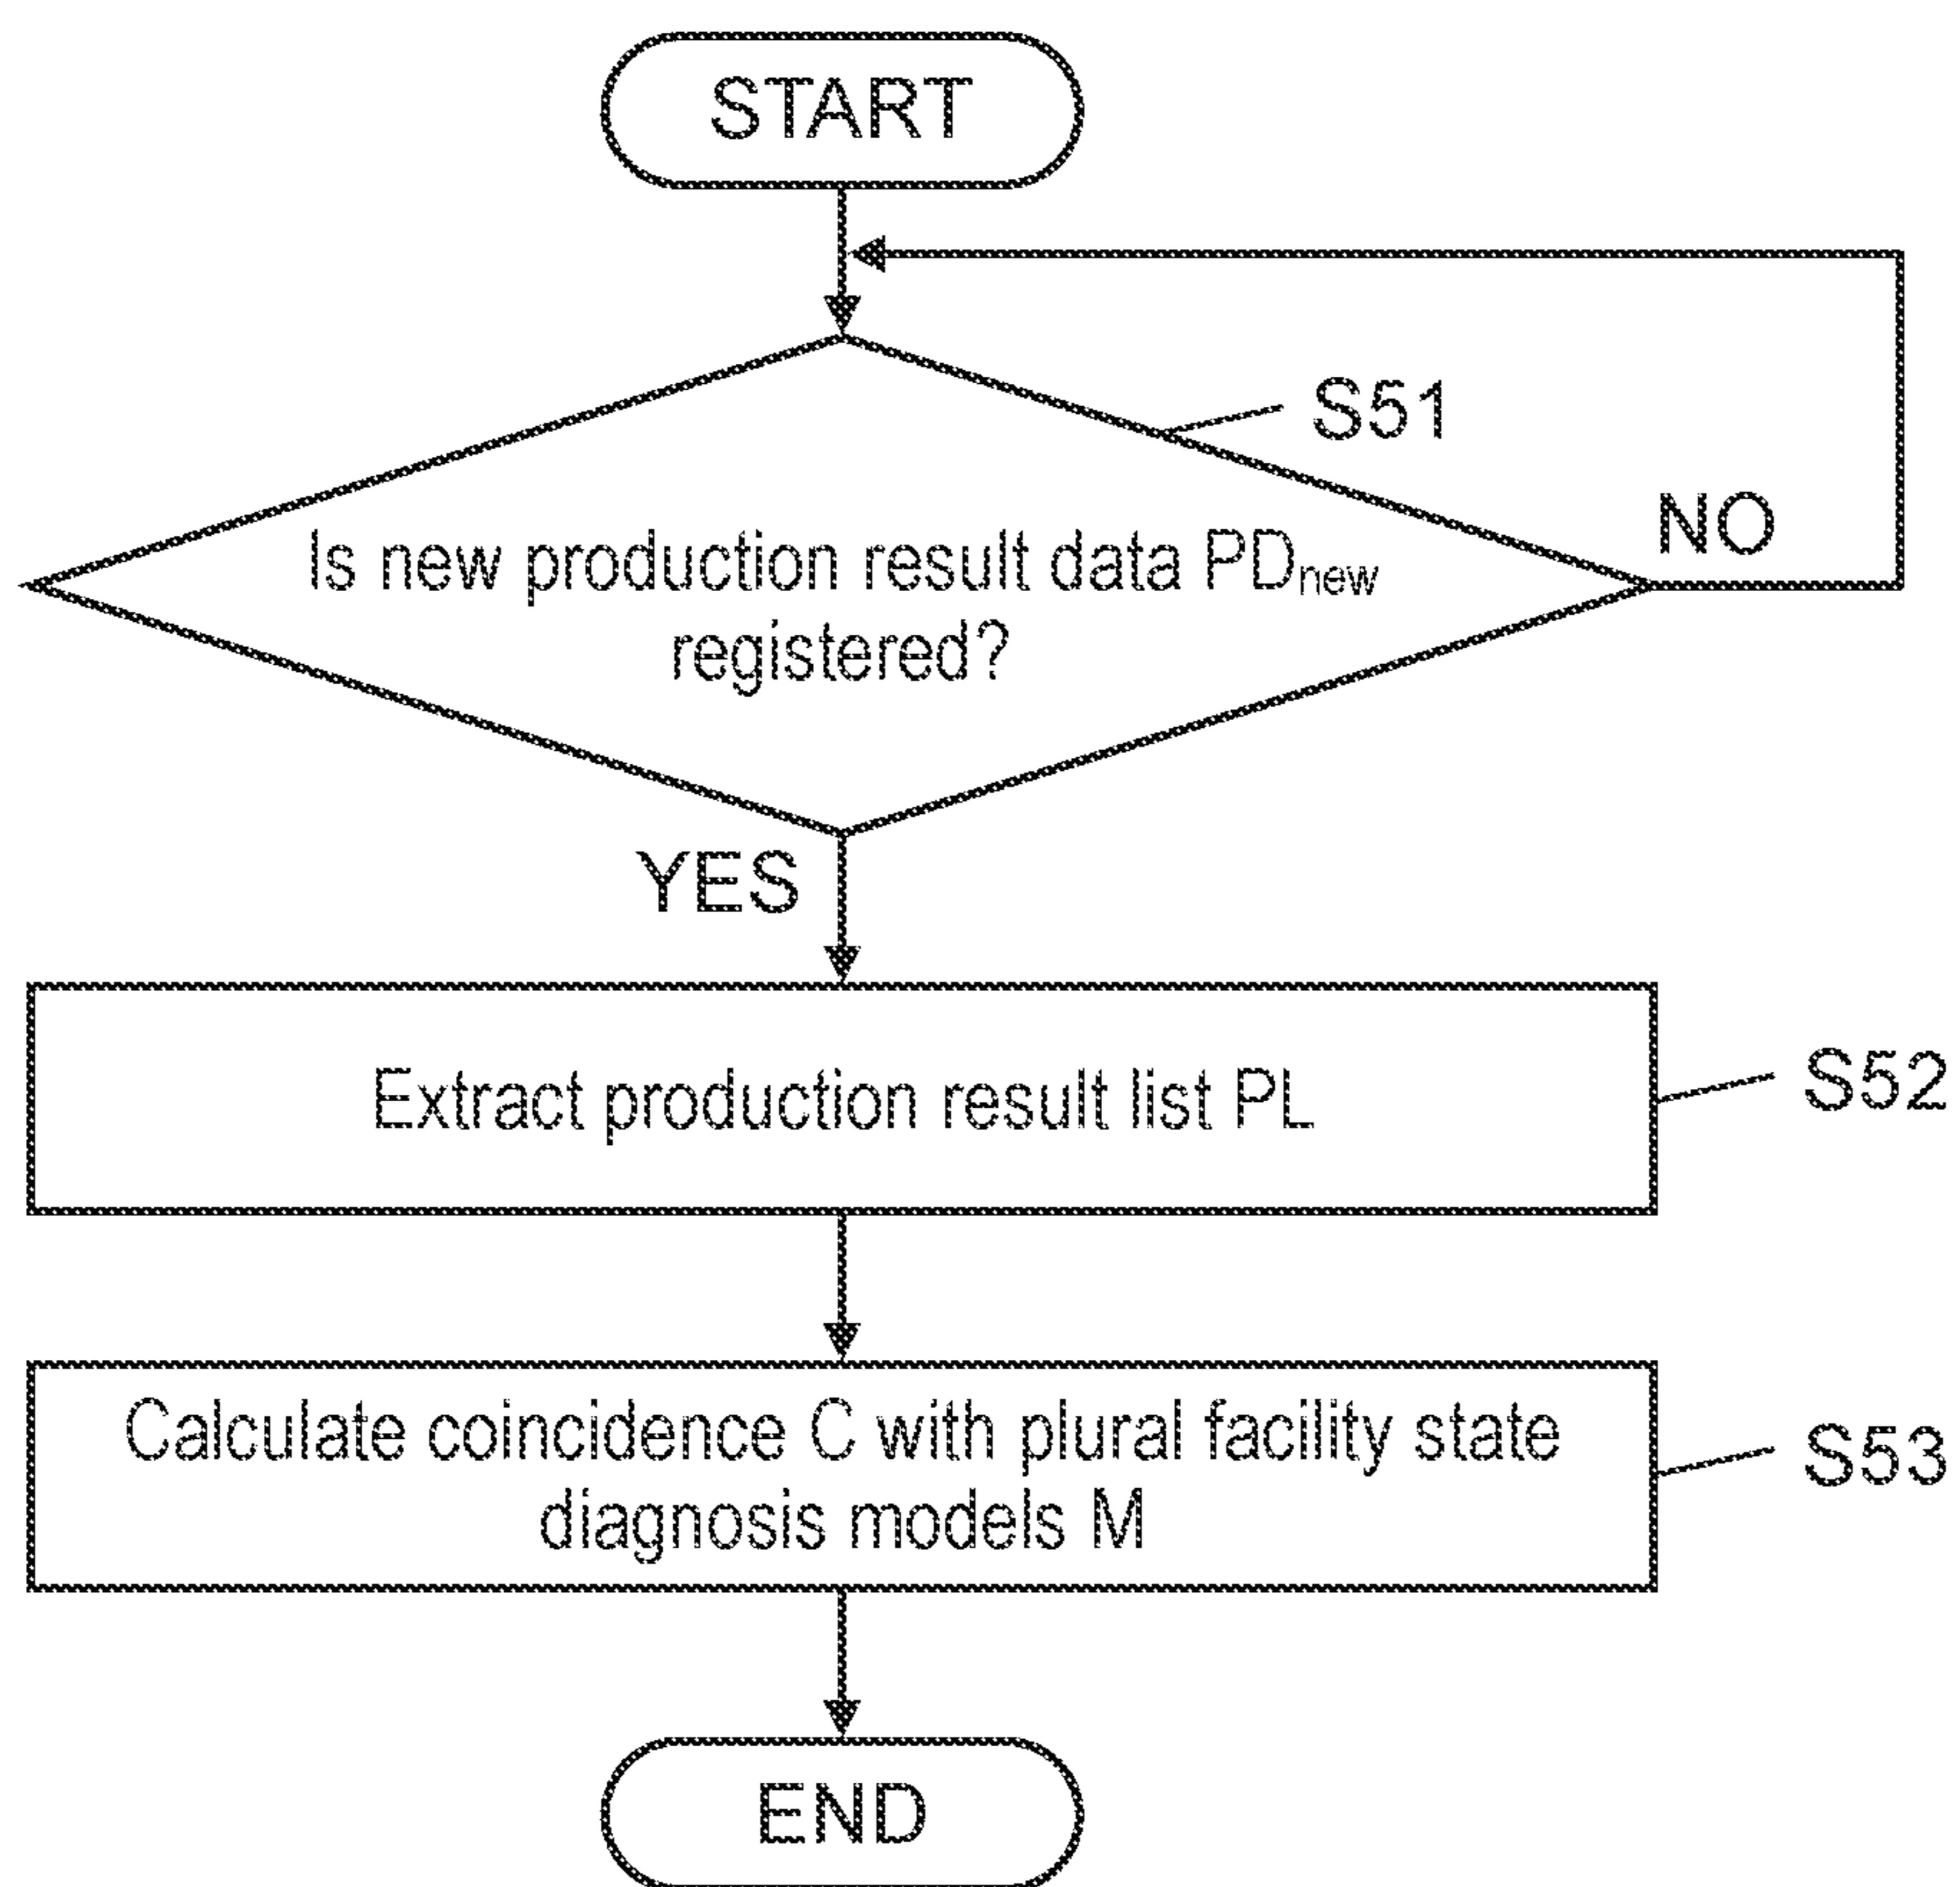 START
S51
NO
Is new production result data PDnew
registered?
YES
Extract production result list PL
S52
Calculate coincidence C with plural facility state
diagnosis models M
S53
END